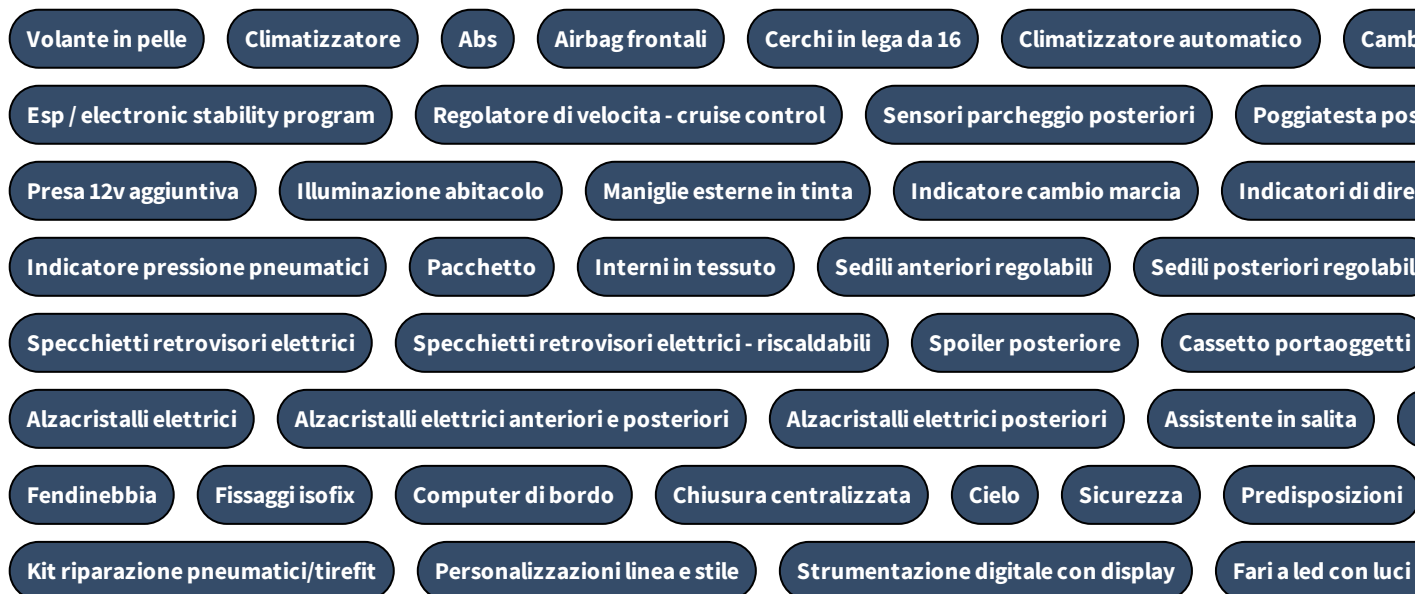 Volante in pelle Climatizzatore Abs Airbag frontali Cerchi in lega da 16 Climatizzatore automatico
Esp / electronic stability program Regolatore di velocita - cruise control Sensori parcheggio posteriori Poggiatesta
Presa 12v aggiuntiva Illuminazione abitacolo Maniglie esterne in tinta Indicatore cambio marcia Indicatori di
Indicatore pressione pneumatici Pacchetto Interni in tessuto Sedili anteriori regolabili Sedili posteriori
Specchietti retrovisori elettrici Specchietti retrovisori elettrici - riscaldabili Spoiler posteriore Cassetto portaoggetti
Alzacristalli elettrici Alzacristalli elettrici anteriori e posteriori Alzacristalli elettrici posteriori Assistente in salita
Fendinebbia Fissaggi isofix Computer di bordo Chiusura centralizzata Cielo Sicurezza Predisposizioni
Kit riparazione pneumatici/tirefit Personalizzazioni linea e stile Strumentazione digitale con display Fari a led con luci